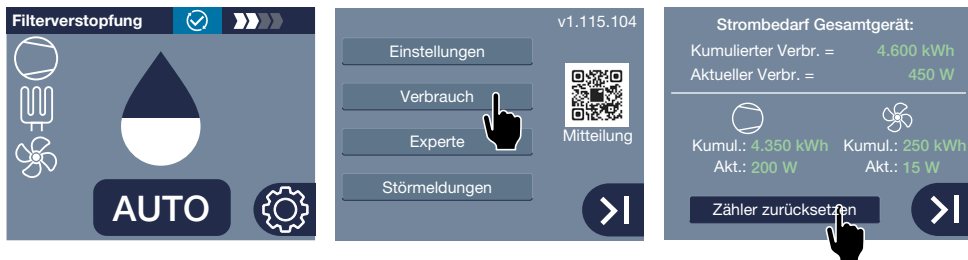 Filterverstopfung
AUTO
v1.115.104
Einstellungen
Verbrauch
Experte
Störmeldungen
Mitteilung
Strombedarf Gesamtgerät:
Kumulierter Verbr. = 4.600 kWh
Aktueller Verbr. = 450 W
Kumul.: 4.350 kWh
Akt.: 200 W
Kumul.: 250 kWh
Akt.: 15 W
Zähler zurücksetzen